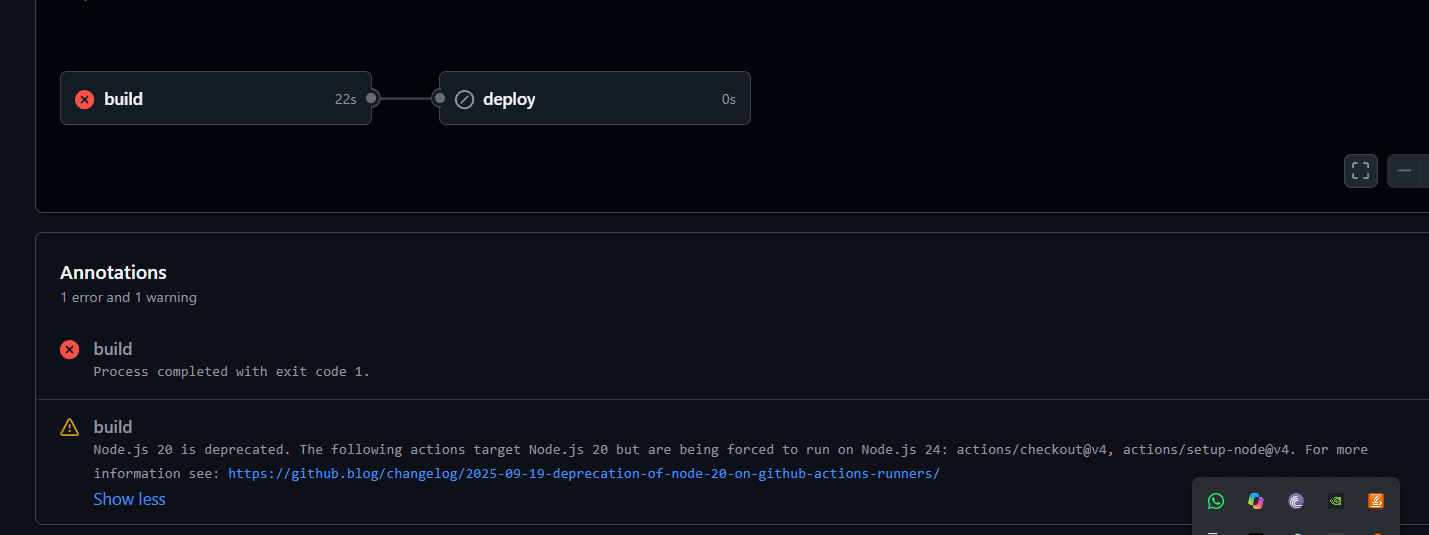 build 22s
deploy 0s
Annotations
1 error and 1 warning
build
Process completed with exit code 1.
build
Node.js 20 is deprecated. The following actions target Node.js 20 but are being forced to run on Node.js 24: actions/checkout@v4, actions/setup-node@v4. For more
information see: https://github.blog/changelog/2025-09-19-deprecation-of-node-20-on-github-actions-runners/
Show less